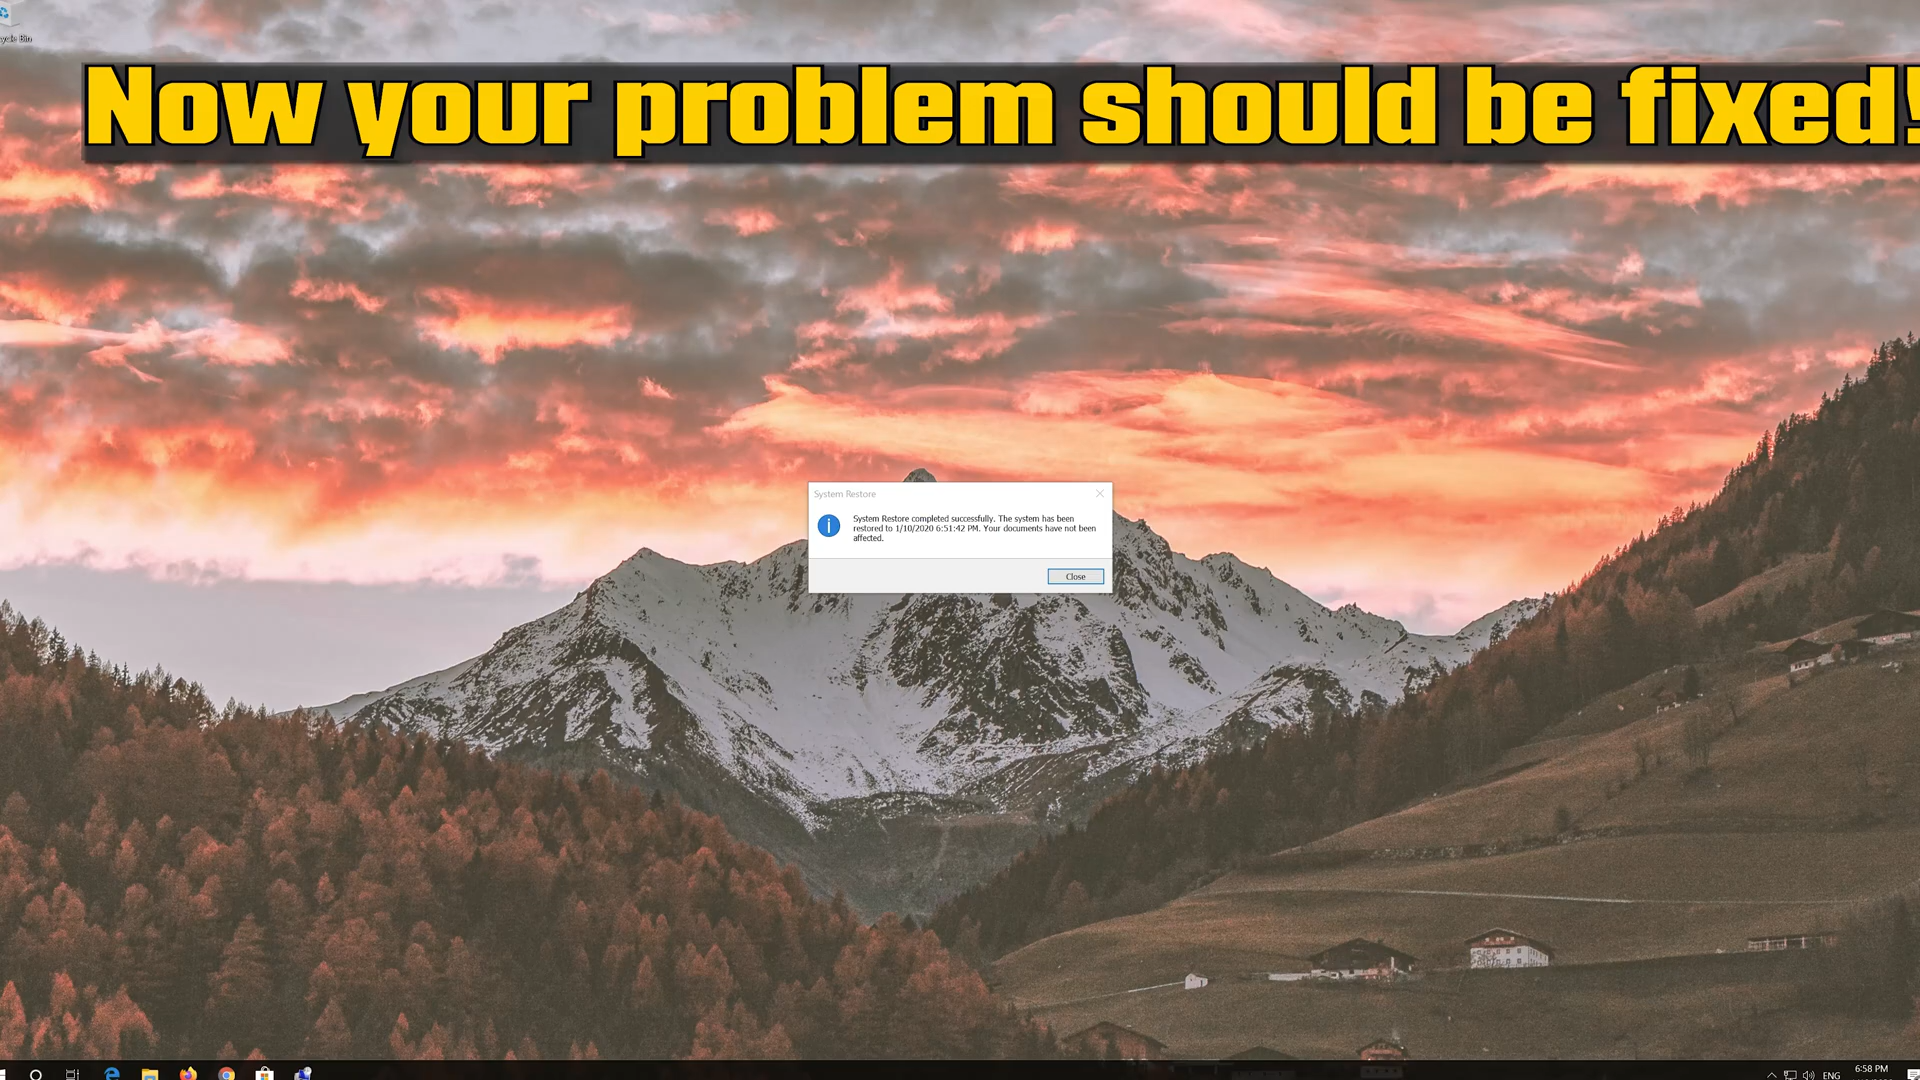 Now your problem should be fixed!
System Restore
System Restore completed successfully. The system has been
restored to 1/10/2020 6:51:42 PM. Your documents have not been
affected.
Close
ENG
6:58 PM